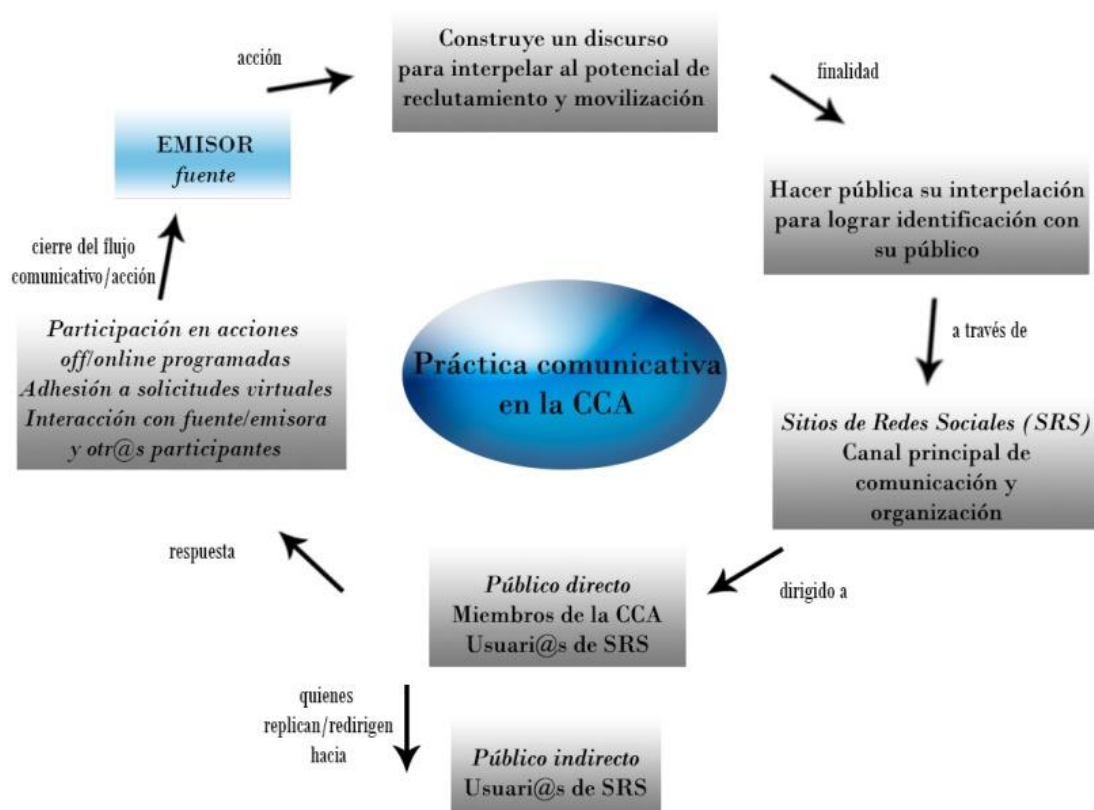 acción
Construye un discurso
para interpelar al potencial de
reclutamiento y movilización
finalidad
EMISOR
fuente
Hacer pública su interpelación
para lograr identificación con
su público
cierre del flujo
comunicativo/acción
a través de
Participación en acciones
off/online programadas
Adhesión a solicitudes virtuales
Interacción con fuente/emisora
y otr@s participantes
Práctica comunicativa
en la CCA
Sitios de Redes Sociales (SRS)
Canal principal de
comunicación y
organización
respuesta
dirigido a
Público directo
Miembros de la CCA
Usuari@s de SRS
quienes
replican/redirigen
hacia
Público indirecto
Usuari@s de SRS